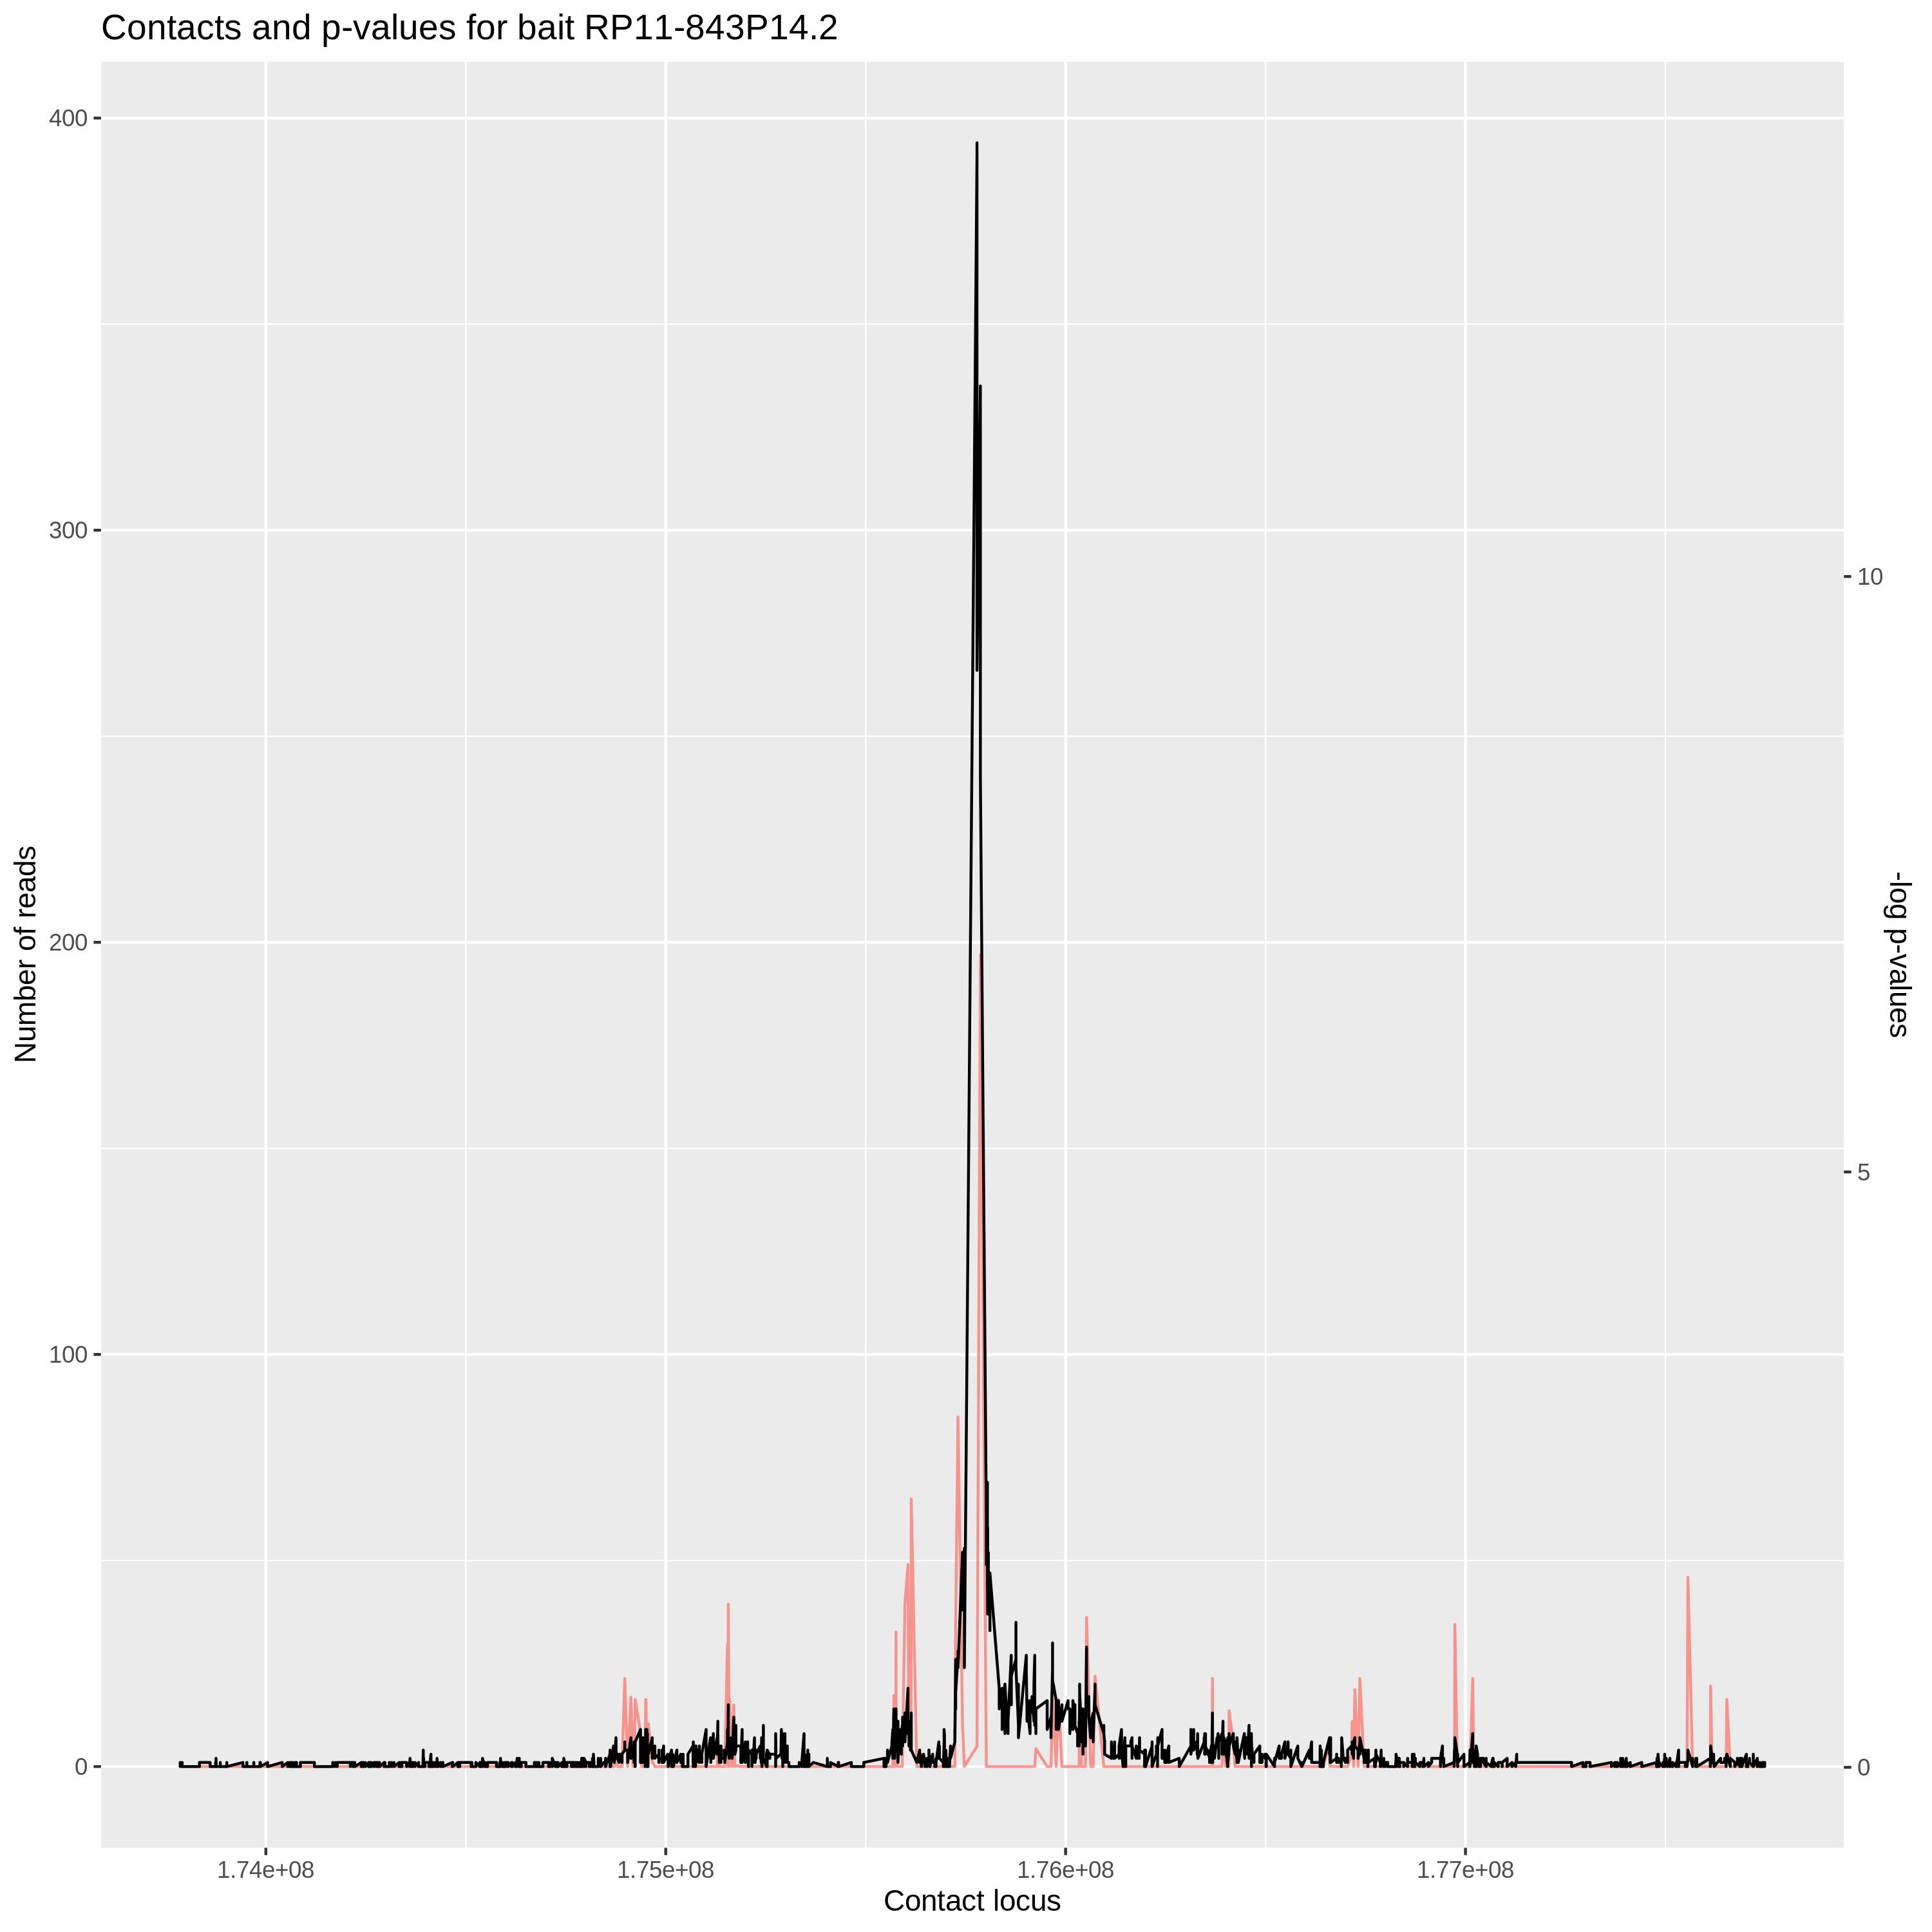 Contacts and p-values for bait RP11-843P14.2
400
300
200
100
0
Number of reads
10
5
0
-log p-values
1.74e+08
1.75e+08
1.76e+08
1.77e+08
Contact locus